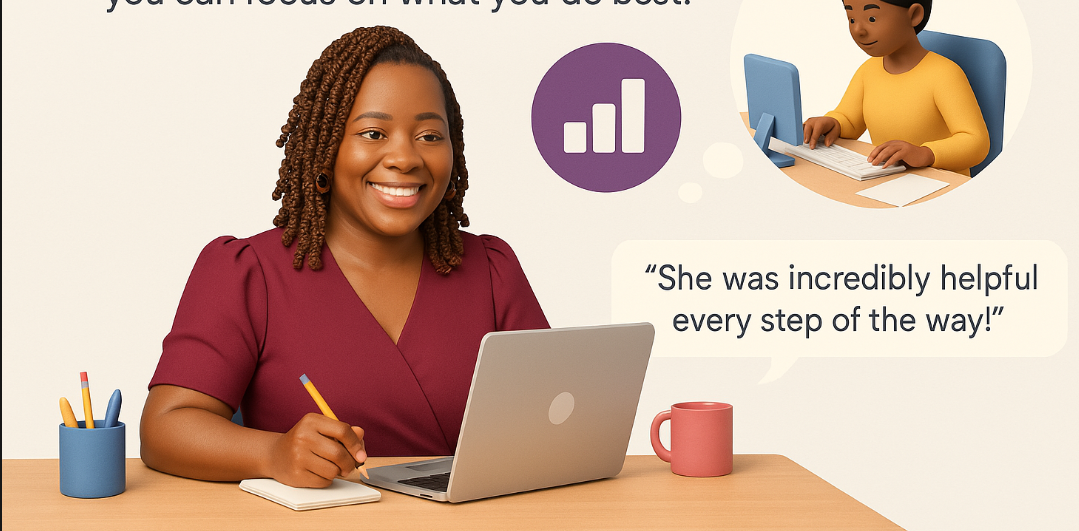 you can focus on what you do best.
“She was incredibly helpful
every step of the way!”